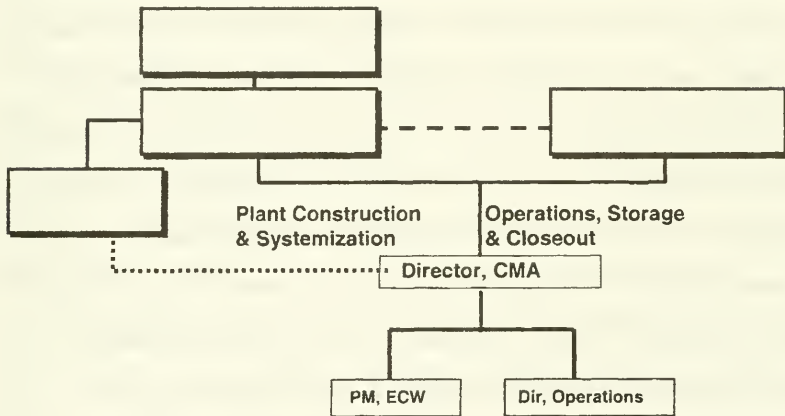 Plant Construction
& Systemization
Operations, Storage
& Closeout
Director, CMA
PM, ECW
Dir, Operations